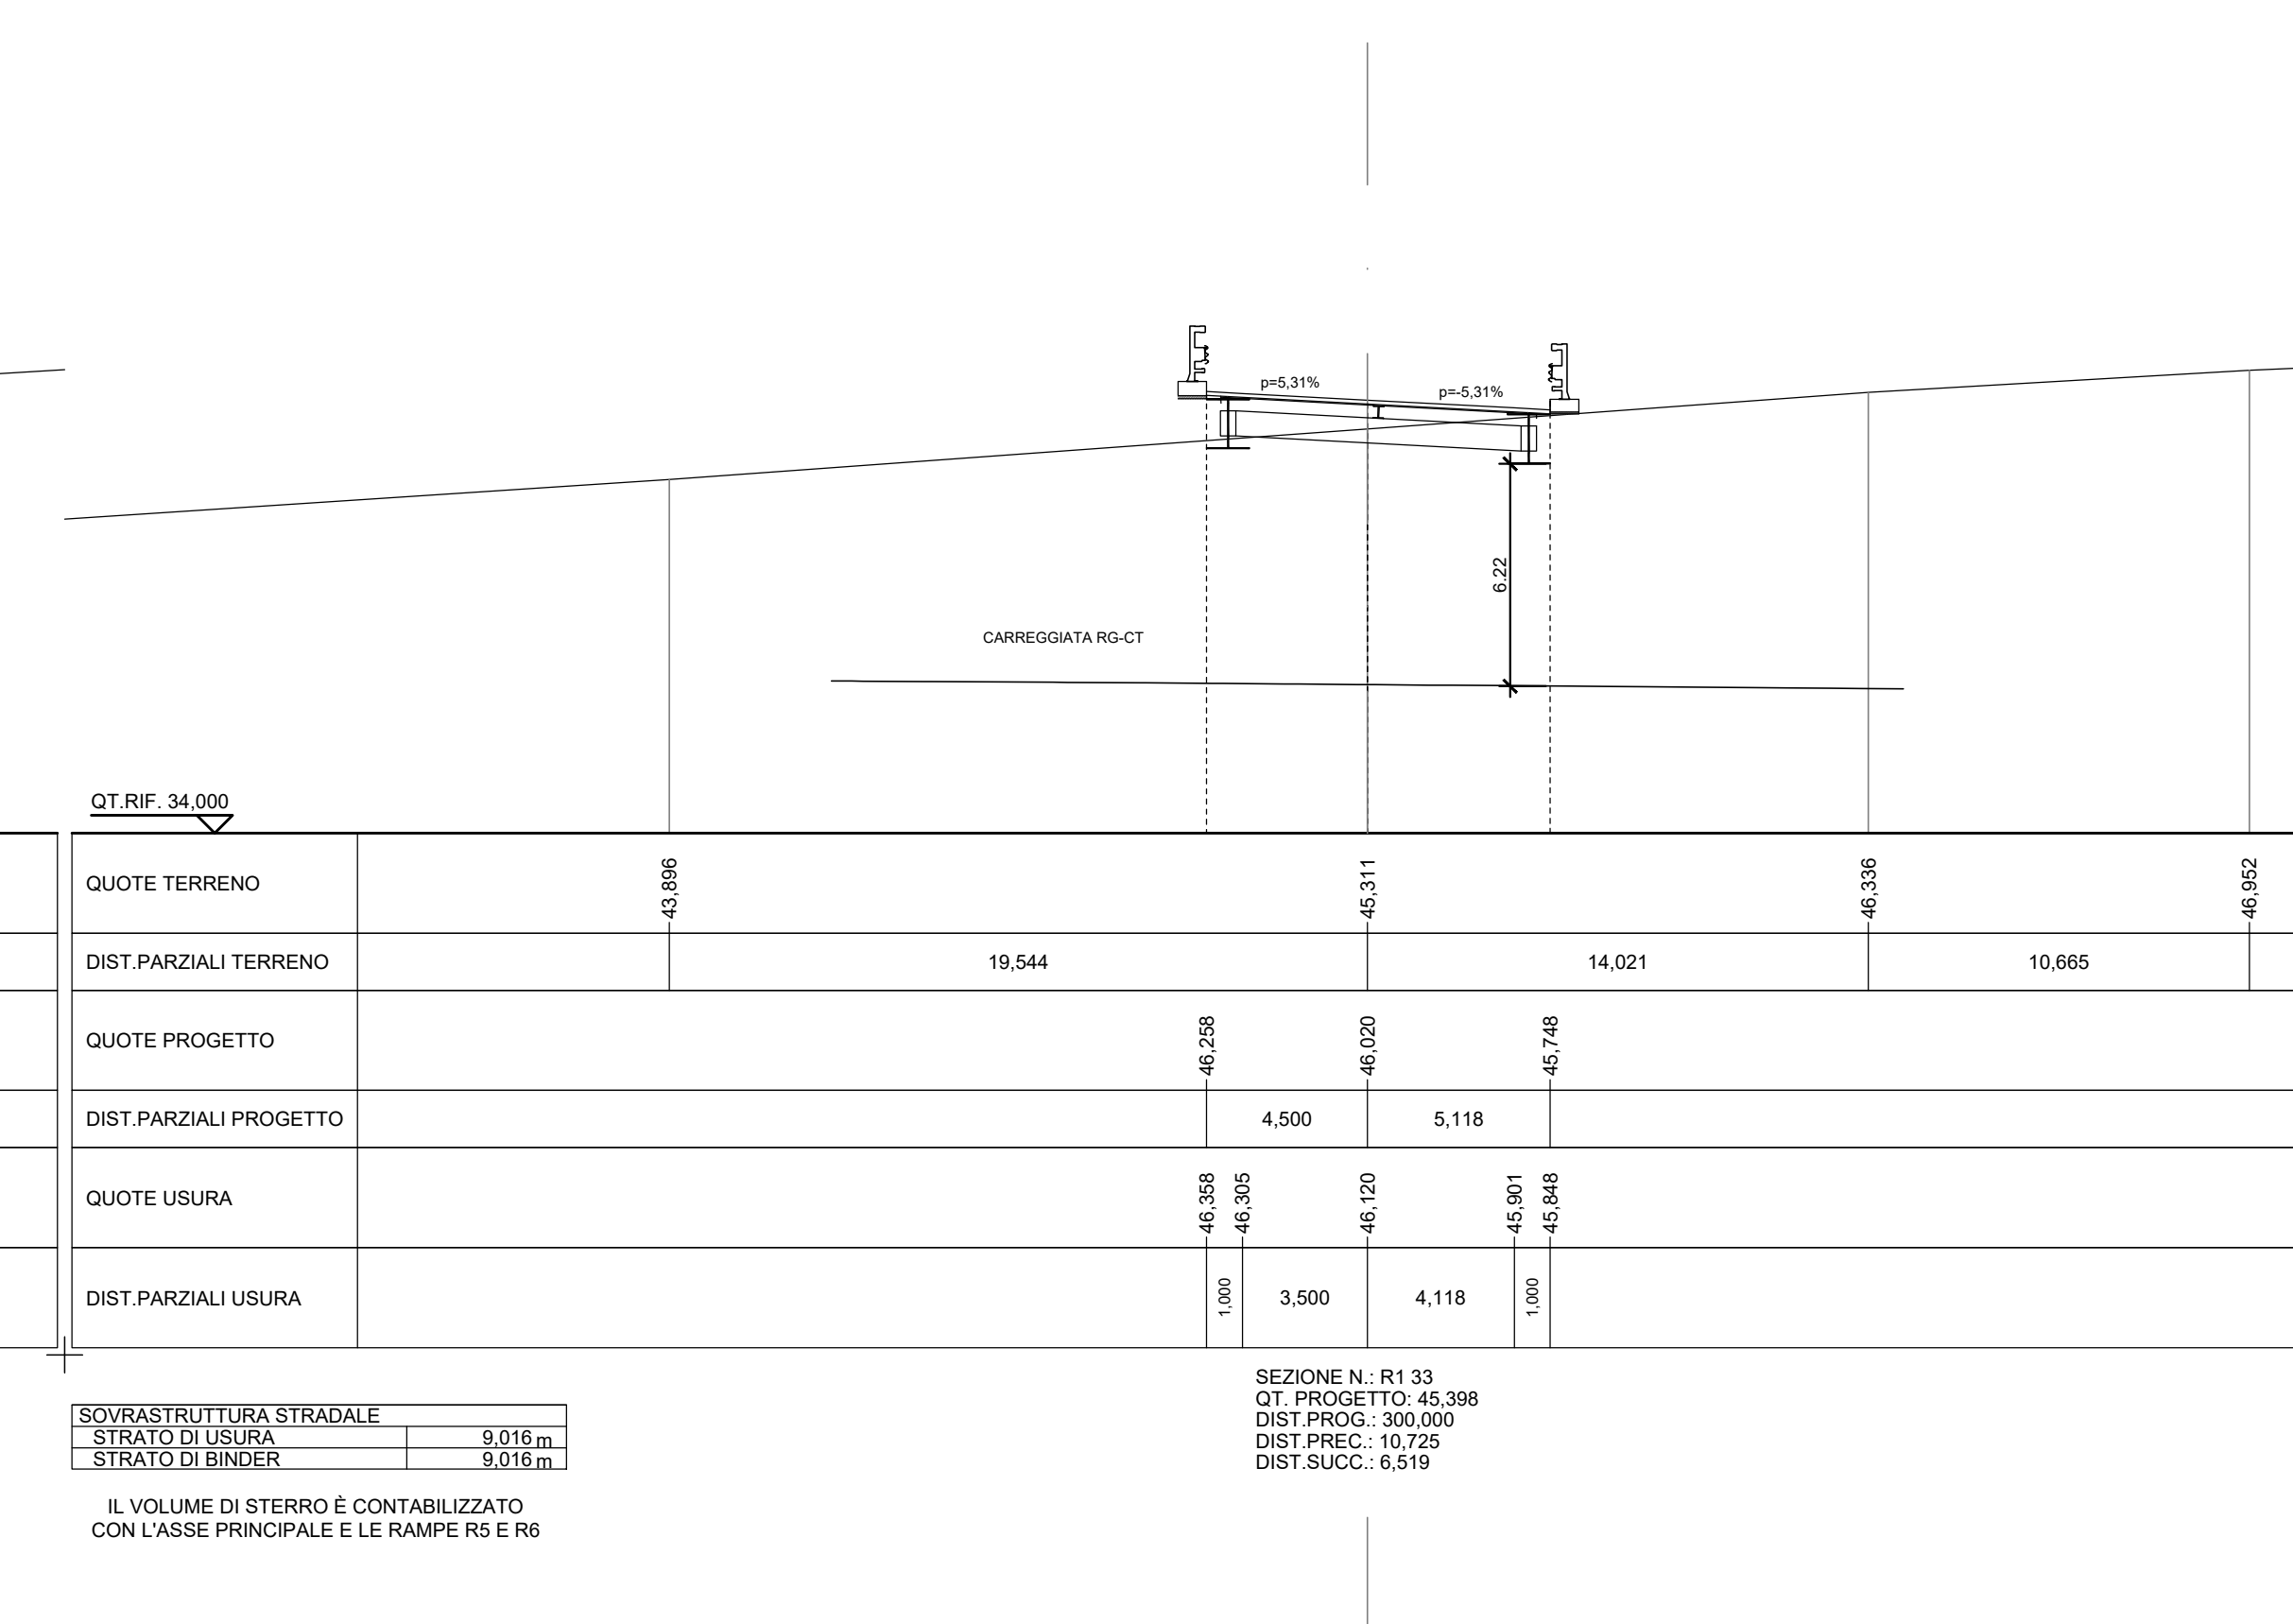 p=5,31%
p=-5,31%
6.22
CARREGGIATA RG-CT
QT.RIF. 34,000
QUOTE TERRENO 43,896 45,311 46,336 46,952
DIST.PARZIALI TERRENO 19,544 14,021 10,665
QUOTE PROGETTO 46,258 46,020 45,748
DIST.PARZIALI PROGETTO 4,500 5,118
QUOTE USURA 46,358 46,305 46,120 45,901 45,848
DIST.PARZIALI USURA 1,000 3,500 4,118 1,000
SEZIONE N.: R1 33
QT. PROGETTO: 45,398
DIST.PROG.: 300,000
DIST.PREC.: 10,725
DIST.SUCC.: 6,519
SOVRASTRUTTURA STRADALE
STRATO DI USURA 9,016 m
STRATO DI BINDER 9,016 m
IL VOLUME DI STERRO È CONTABILIZZATO
CON L'ASSE PRINCIPALE E LE RAMPE R5 E R6